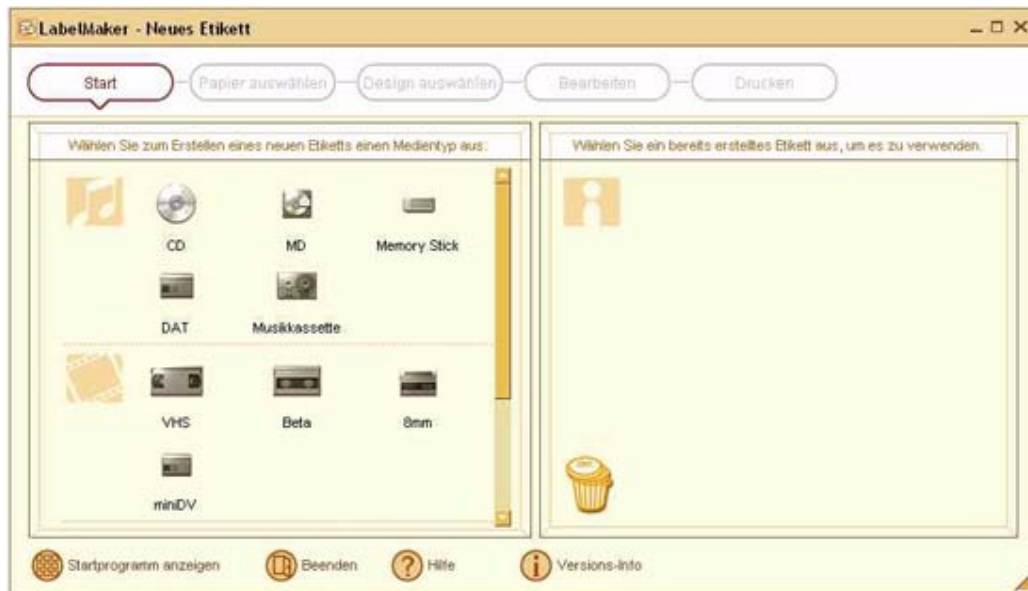 LabelMaker - Neues Etikett
Start
Papier auswählen
Design auswählen
Bearbeiten
Drucken
Wählen Sie zum Erstellen eines neuen Etiketts einen Medientyp aus:
CD
MD
Memory Stick
DAT
Musikkassette
VHS
Beta
8mm
miniDV
Wählen Sie ein bereits erstelltes Etikett aus, um es zu verwenden.
Startprogramm anzeigen
Beenden
Hilfe
Versions-Info